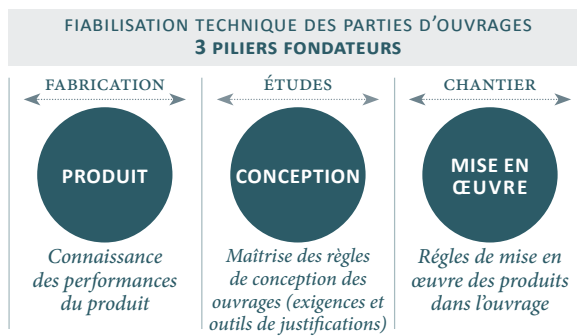 FIABILISATION TECHNIQUE DES PARTIES D’OUVRAGES
3 PILIERS FONDATEURS
FABRICATION
PRODUIT
Connaissance
des performances
du produit
ÉTUDES
CONCEPTION
Maîtrise des règles
de conception des
ouvrages (exigences et
outils de justifications)
CHANTIER
MISE EN
ŒUVRE
Régles de mise en
œuvre des produits
dans l’ouvrage